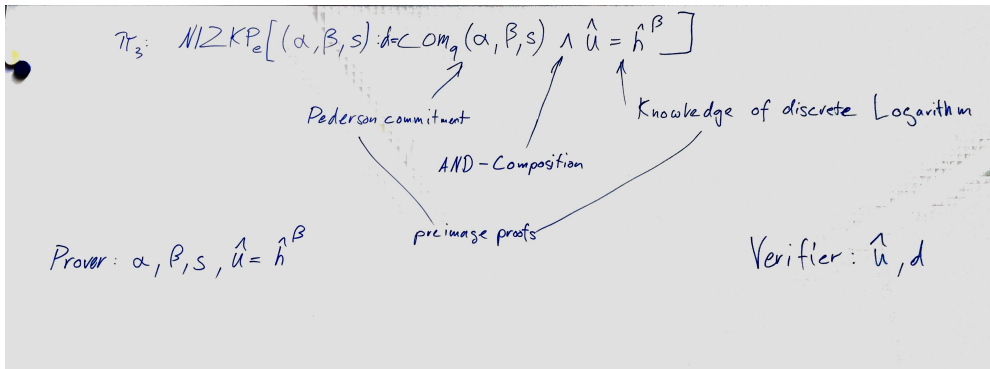 π₃: NIZKPₑ[(α,β,s):d=comq(α,β,s) ∧ û = ĥ^β]
Pederson commitment
Knowledge of discrete Logarithm
AND-Composition
preimage proofs
Prover: α, β, s, û = ĥ^β
Verifier: û, d